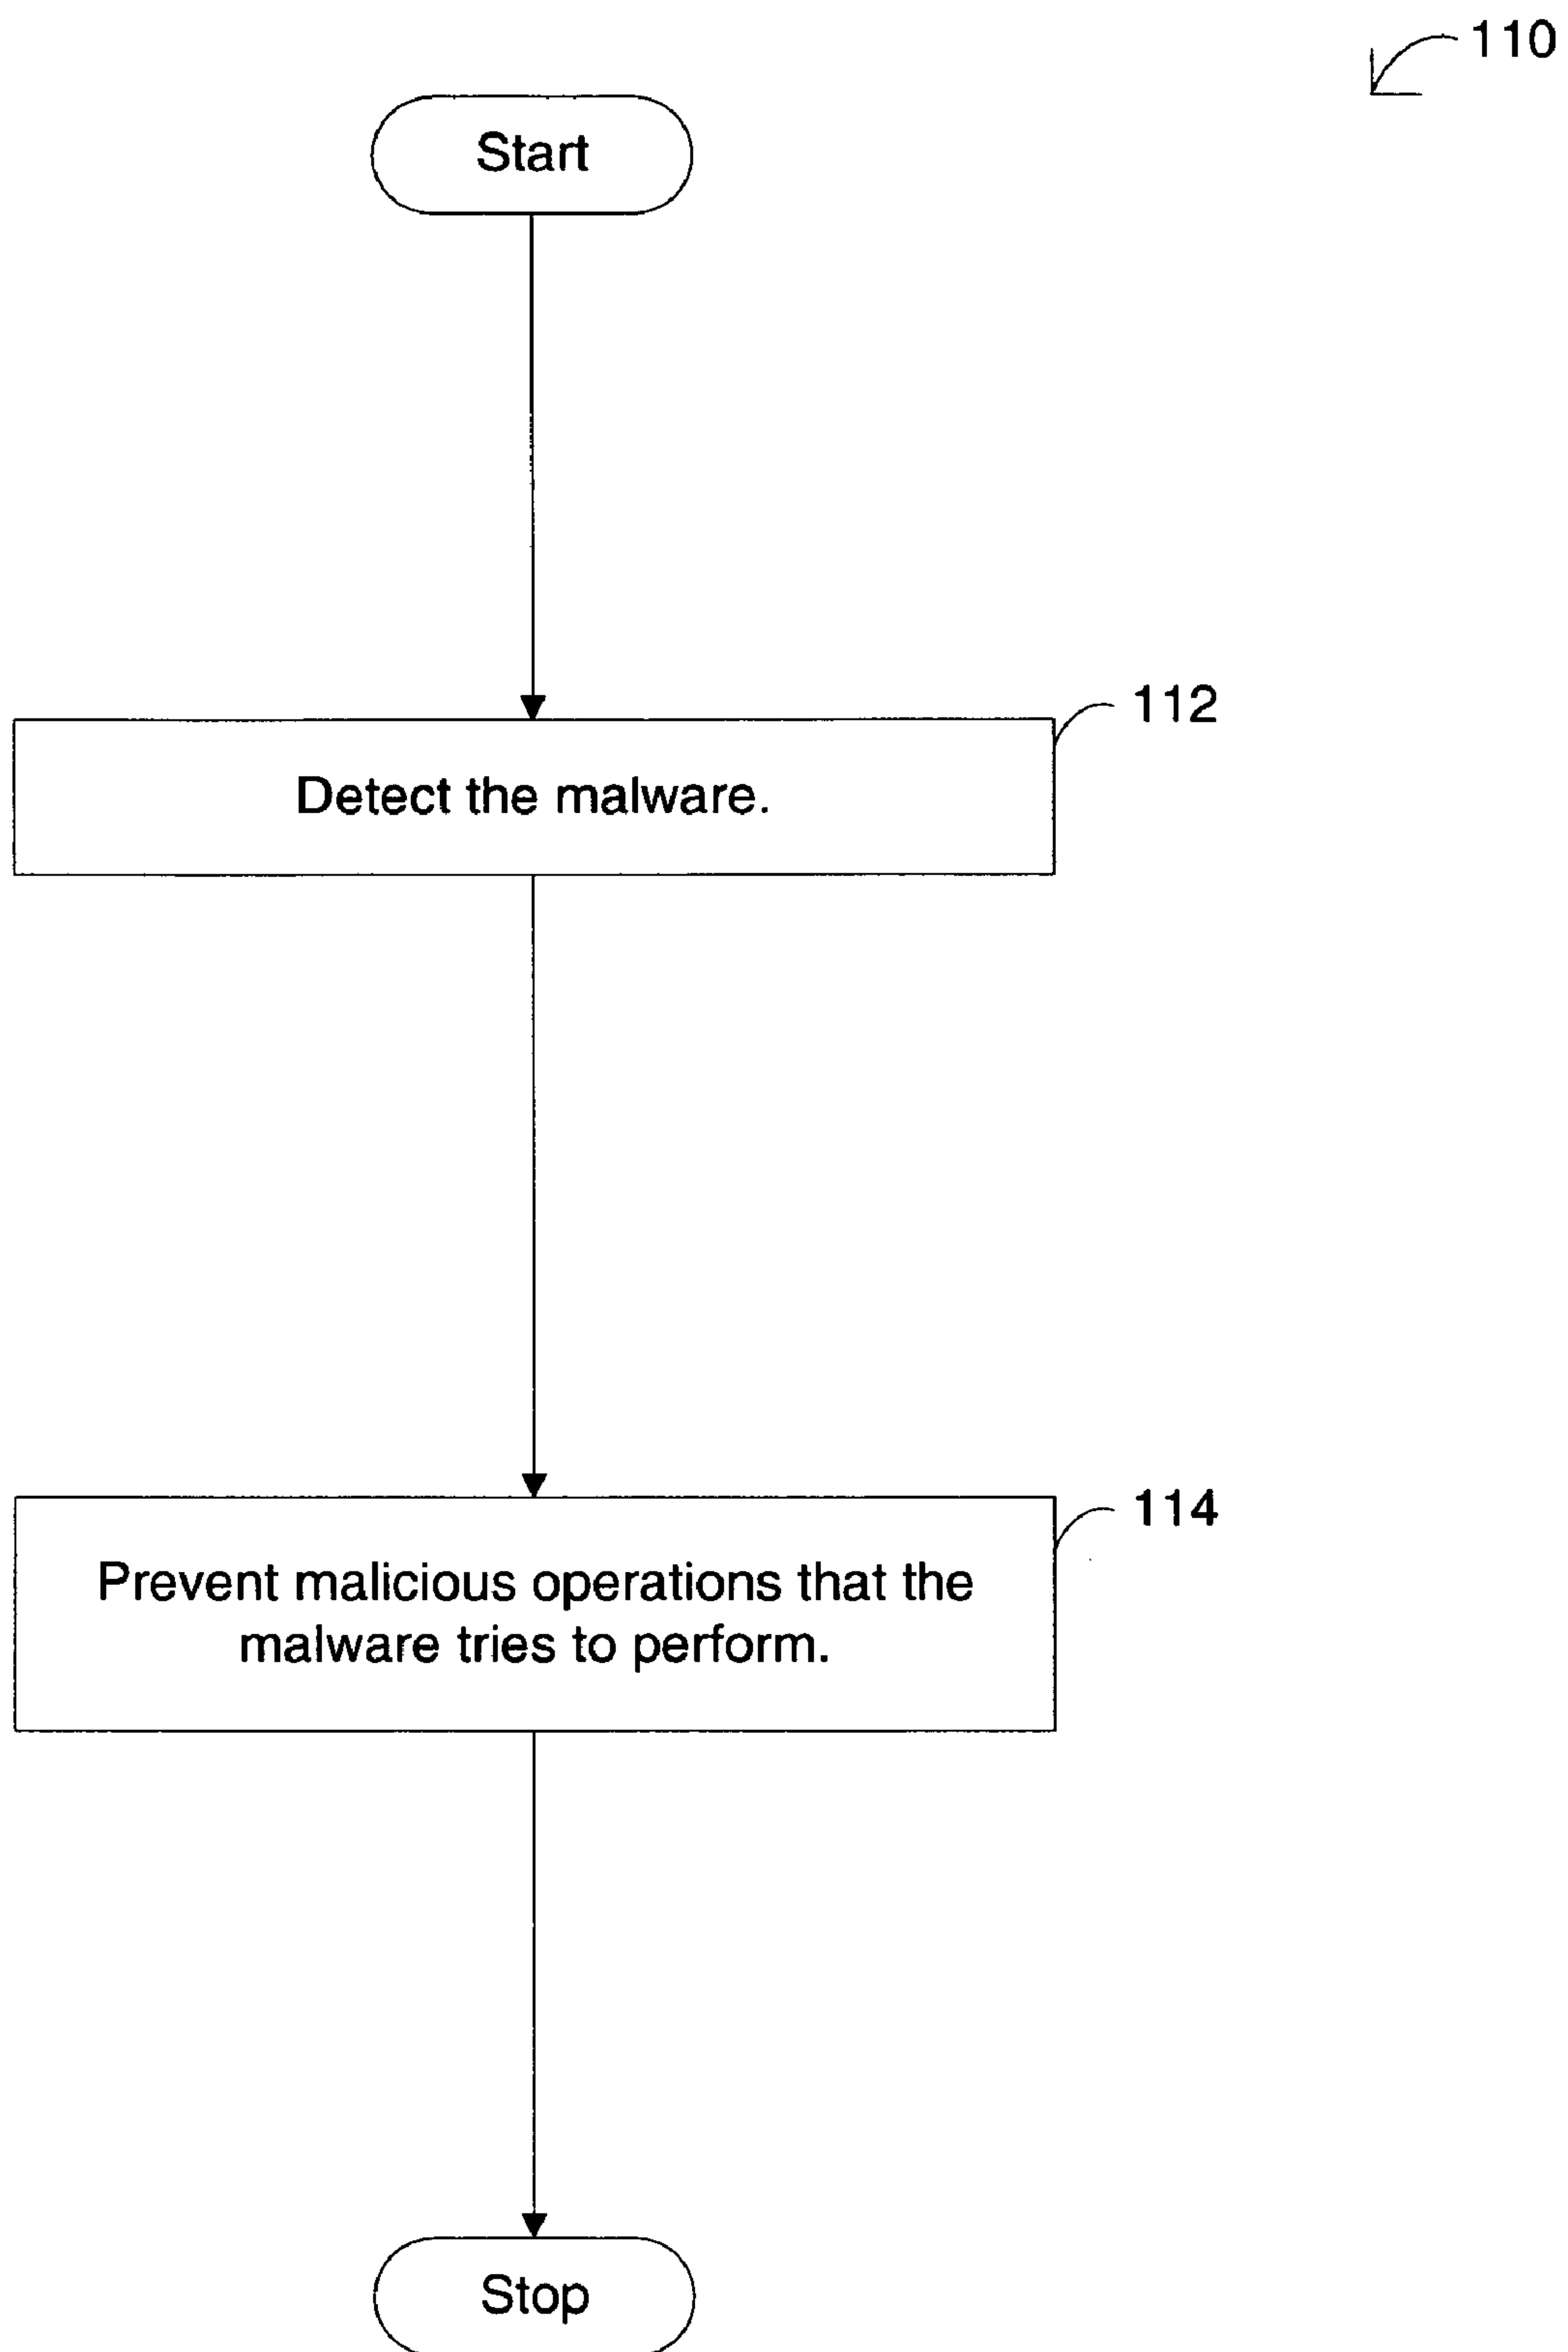 110
Start
112
Detect the malware.
114
Prevent malicious operations that the
malware tries to perform.
Stop